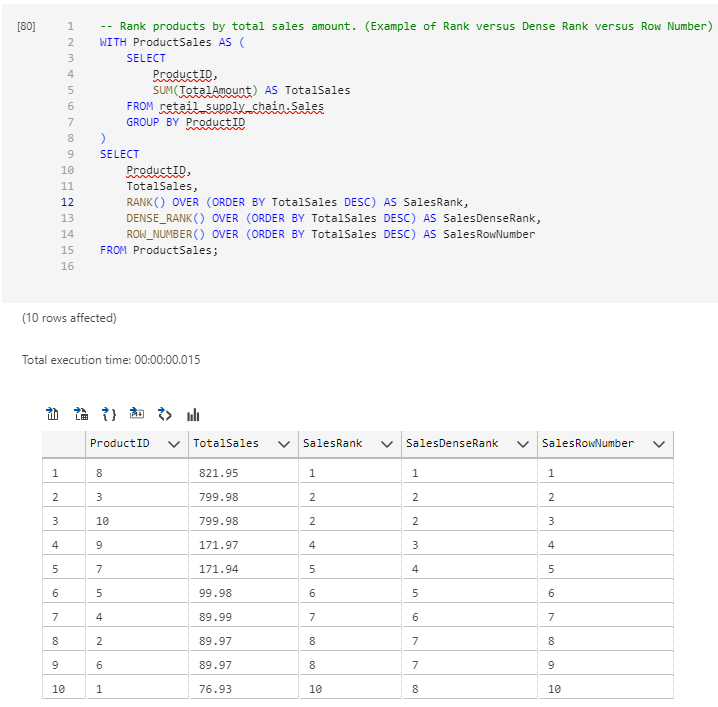 [80] 1 -- Rank products by total sales amount. (Example of Rank versus Dense Rank versus Row Number)
2 WITH ProductSales AS (
3 SELECT
4 ProductID,
5 SUM(TotalAmount) AS TotalSales
6 FROM retail_supply_chain.Sales
7 GROUP BY ProductID
8 )
9 SELECT
10 ProductID,
11 TotalSales,
12 RANK() OVER (ORDER BY TotalSales DESC) AS SalesRank,
13 DENSE_RANK() OVER (ORDER BY TotalSales DESC) AS SalesDenseRank,
14 ROW_NUMBER() OVER (ORDER BY TotalSales DESC) AS SalesRowNumber
15 FROM ProductSales;
16
(10 rows affected)
Total execution time: 00:00:00.015
ProductID TotalSales SalesRank SalesDenseRank SalesRowNumber
1 8 821.95 1 1 1
2 3 799.98 2 2 2
3 10 799.98 2 2 3
4 9 171.97 4 3 4
5 7 171.94 5 4 5
6 5 99.98 6 5 6
7 4 89.99 7 6 7
8 2 89.97 8 7 8
9 6 89.97 8 7 9
10 1 76.93 10 8 10